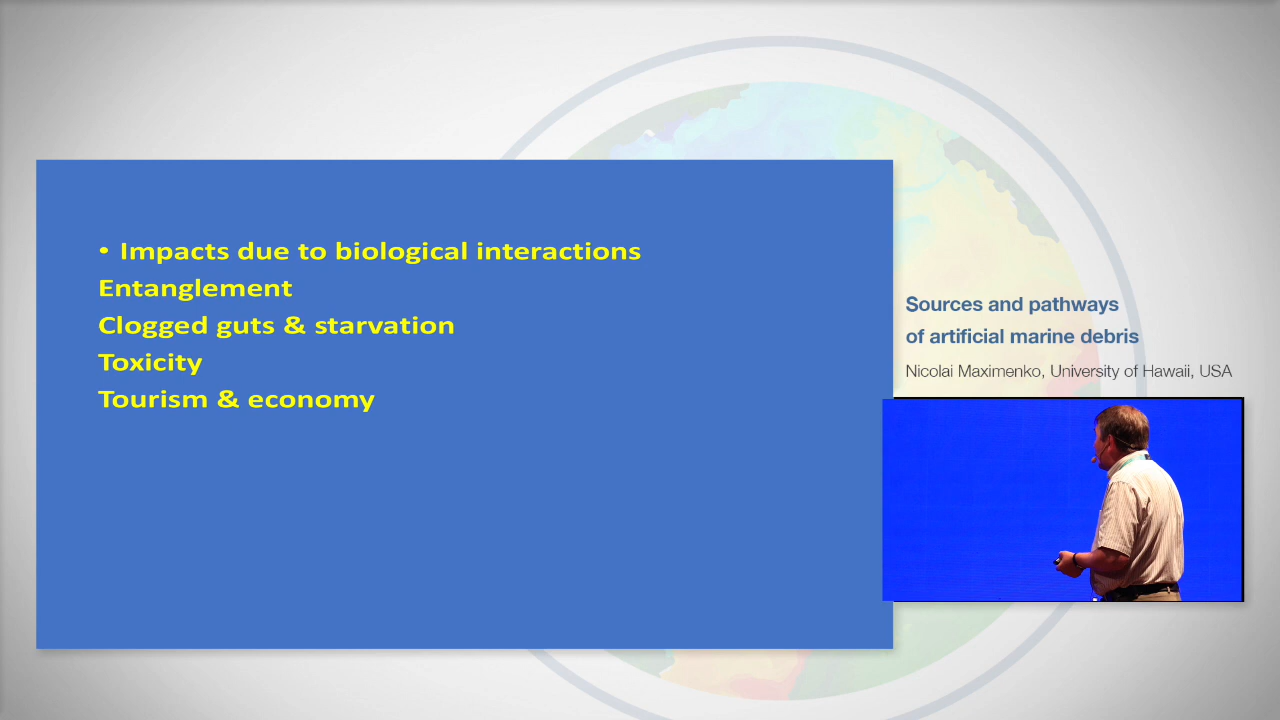 • Impacts due to biological interactions
Entanglement
Clogged guts & starvation
Toxicity
Tourism & economy
Sources and pathways
of artificial marine debris
Nicolai Maximenko, University of Hawaii, USA